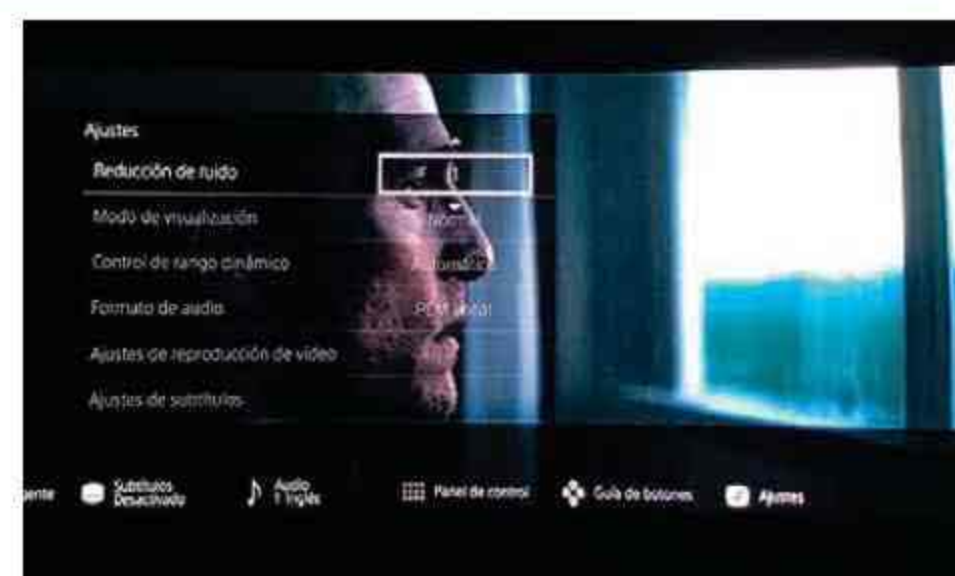 Ajustes
Reducción de ruido
Modo de visualización
Control de rango dinámico
Formato de audio
Ajustes de reproducción de vídeo
Ajustes de subtítulos
Subtítulos
Desactivado
Audio
1 Inglés
Panel de control
Guía de botones
Ajustes